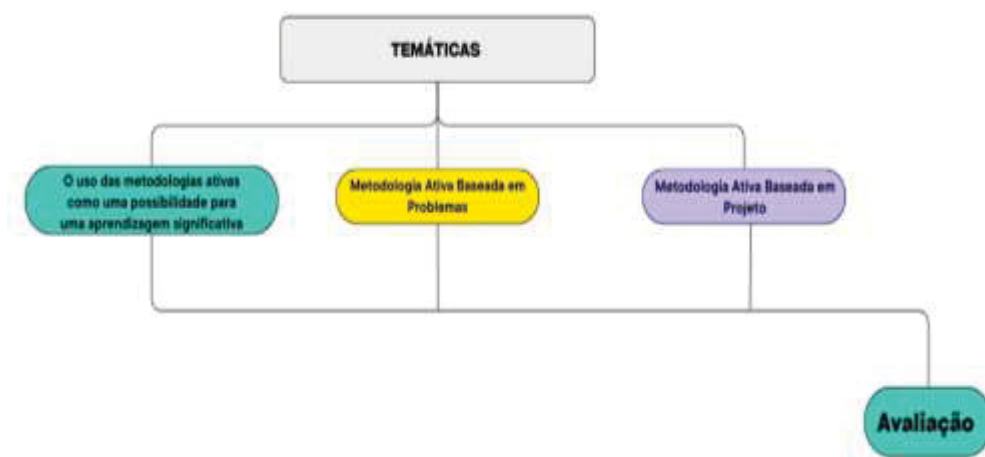 TEMÁTICAS
O uso das metodologias ativas
como uma possibilidade para
uma aprendizagem significativa
Metodologia Ativa Baseada em
Problemas
Metodologia Ativa Baseada em
Projeto
Avaliação